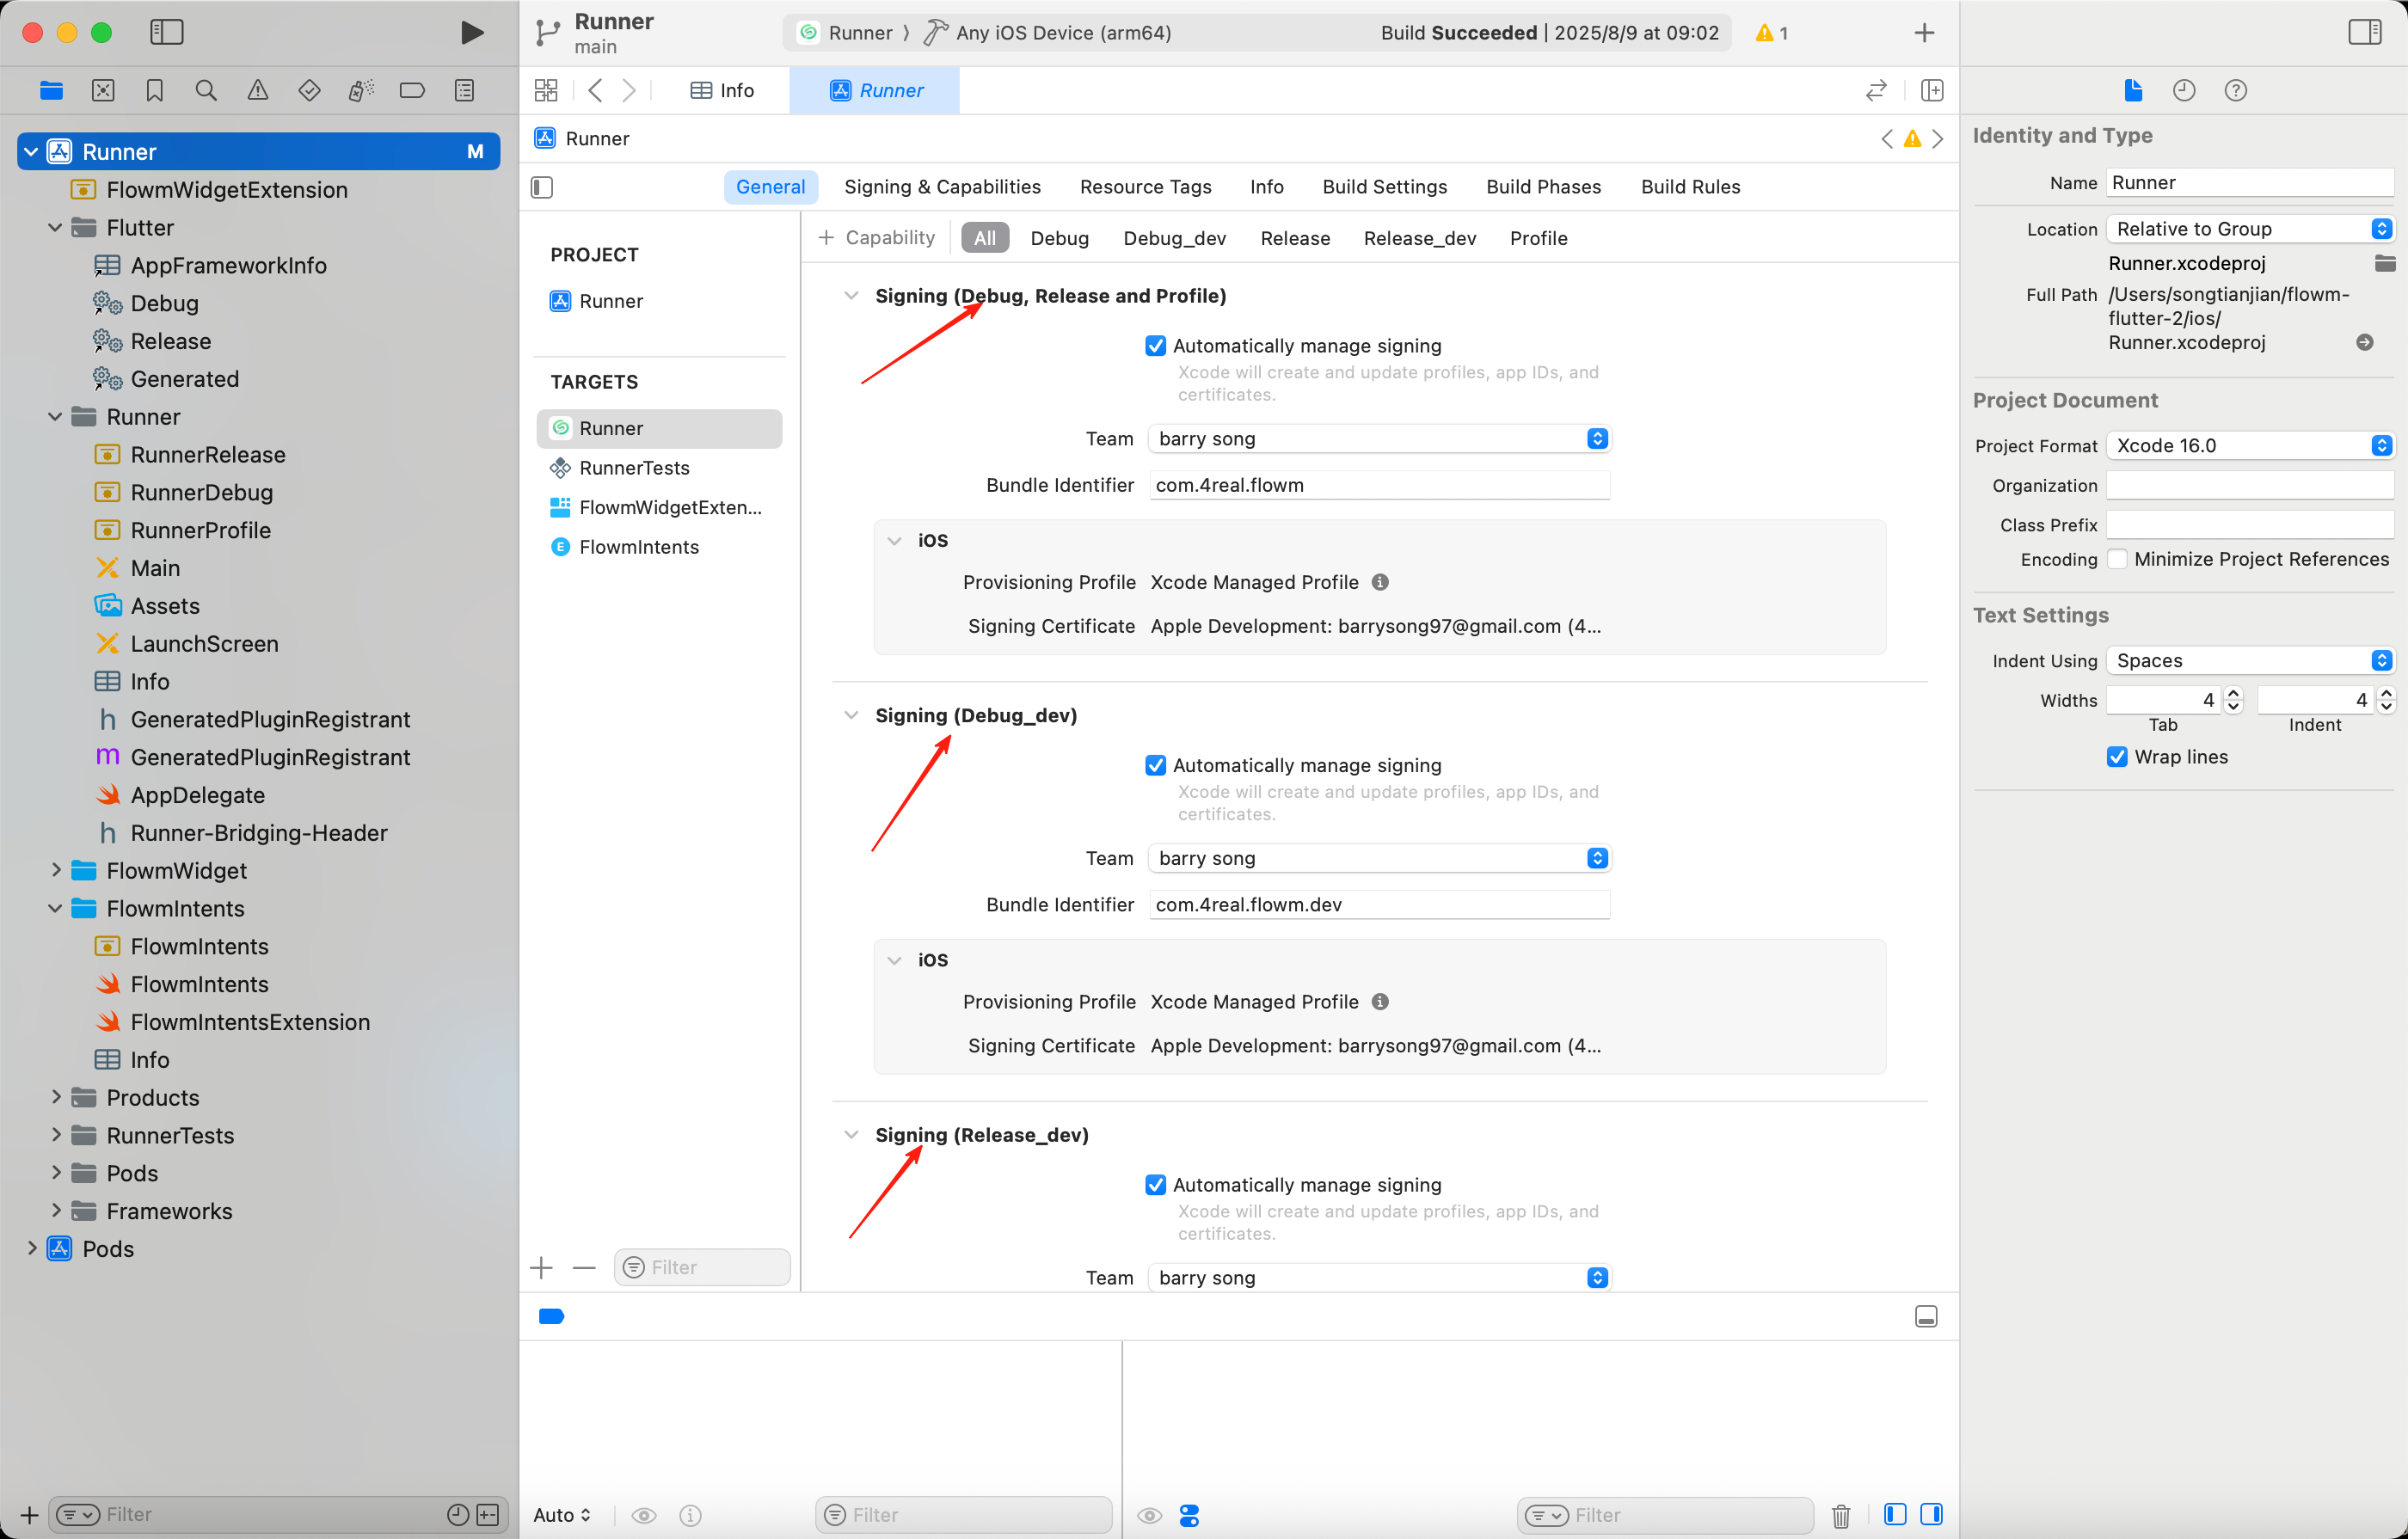 Runner
main
Runner 〉 Any iOS Device (arm64)
Build Succeeded | 2025/8/9 at 09:02
1
Info
Runner
Runner
General
Signing & Capabilities
Resource Tags
Info
Build Settings
Build Phases
Build Rules
Runner
M
FlowmWidgetExtension
Flutter
AppFrameworkInfo
Debug
Release
Generated
Runner
RunnerRelease
RunnerDebug
RunnerProfile
Main
Assets
LaunchScreen
Info
h GeneratedPluginRegistrant
m GeneratedPluginRegistrant
AppDelegate
h Runner-Bridging-Header
FlowmWidget
FlowmIntents
FlowmIntents
FlowmIntents
FlowmIntentsExtension
Info
Products
RunnerTests
Pods
Frameworks
Pods
Filter
PROJECT
Runner
TARGETS
Runner
RunnerTests
FlowmWidgetExten...
E FlowmIntents
Filter
+ Capability
All
Debug
Debug_dev
Release
Release_dev
Profile
Signing (Debug, Release and Profile)
Automatically manage signing
Xcode will create and update profiles, app IDs, and
certificates.
Team barry song
Bundle Identifier com.4real.flowm
iOS
Provisioning Profile Xcode Managed Profile
Signing Certificate Apple Development: barrysong97@gmail.com (4...
Signing (Debug_dev)
Automatically manage signing
Xcode will create and update profiles, app IDs, and
certificates.
Team barry song
Bundle Identifier com.4real.flowm.dev
iOS
Provisioning Profile Xcode Managed Profile
Signing Certificate Apple Development: barrysong97@gmail.com (4...
Signing (Release_dev)
Automatically manage signing
Xcode will create and update profiles, app IDs, and
certificates.
Team barry song
Auto
Filter
Filter
Identity and Type
Name Runner
Location Relative to Group
Runner.xcodeproj
Full Path /Users/songtianjian/flowm-
flutter-2/ios/
Runner.xcodeproj
Project Document
Project Format Xcode 16.0
Organization
Class Prefix
Encoding Minimize Project References
Text Settings
Indent Using Spaces
Widths 4 4
Tab Indent
Wrap lines